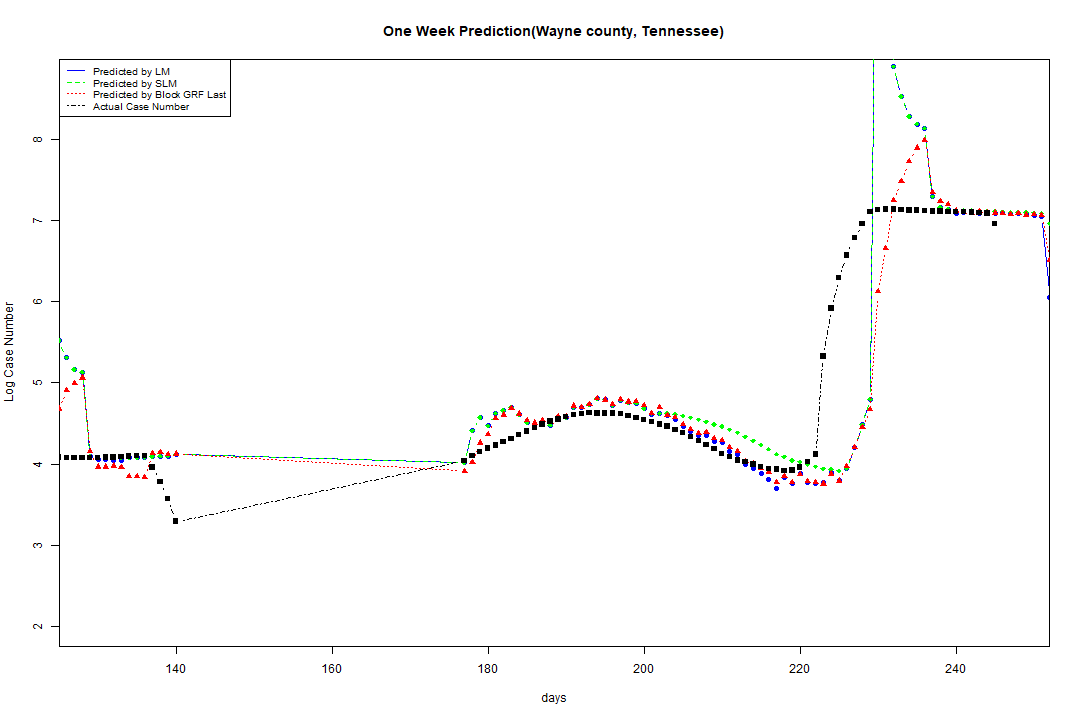 One Week Prediction(Wayne county, Tennessee)
Predicted by LM
Predicted by SLM
Predicted by Block GRF Last
Actual Case Number
Log Case Number
8
7
6
5
4
3
2
140 160 180 200 220 240
days